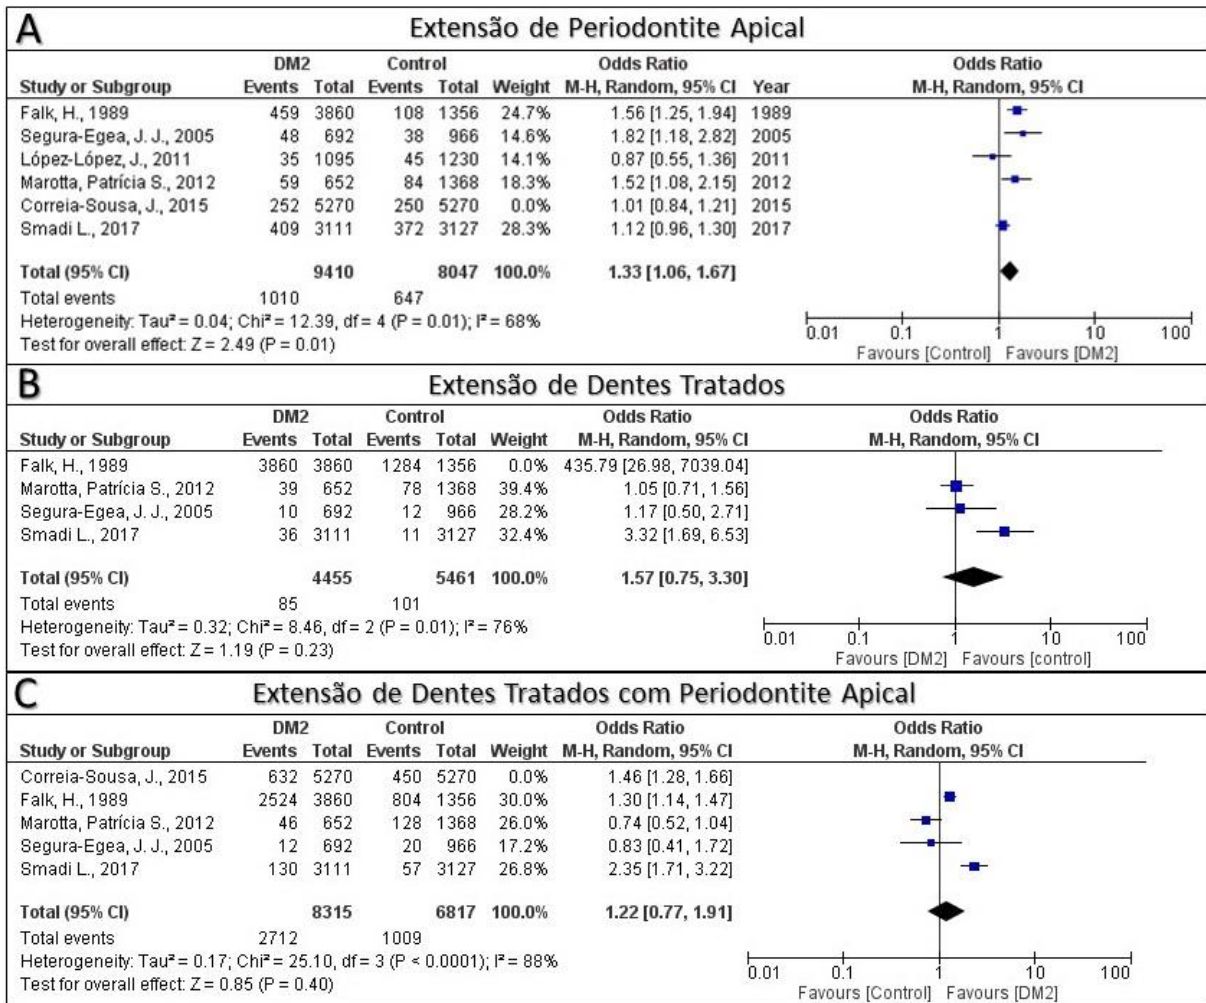 A Extensão de Periodontite Apical
DM2 Control Odds Ratio Odds Ratio
Study or Subgroup Events Total Events Total Weight M-H, Random, 95% CI Year M-H, Random, 95% CI
Falk, H., 1989 459 3860 108 1356 24.7% 1.56 [1.25, 1.94] 1989
Segura-Egea, J. J., 2005 48 692 38 966 14.6% 1.82 [1.18, 2.82] 2005
López-López, J., 2011 35 1095 45 1230 14.1% 0.87 [0.55, 1.36] 2011
Marotta, Patrícia S., 2012 59 652 84 1368 18.3% 1.52 [1.08, 2.15] 2012
Correia-Sousa, J., 2015 252 5270 250 5270 0.0% 1.01 [0.84, 1.21] 2015
Smadi L., 2017 409 3111 372 3127 28.3% 1.12 [0.96, 1.30] 2017
Total (95% CI) 9410 8047 100.0% 1.33 [1.06, 1.67]
Total events 1010 647
Heterogeneity: Tau² = 0.04; Chi² = 12.39, df = 4 (P = 0.01); I² = 68%
Test for overall effect: Z = 2.49 (P = 0.01)
0.01 0.1 1 10 100
Favours [Control] Favours [DM2]
B Extensão de Dentes Tratados
DM2 Control Odds Ratio Odds Ratio
Study or Subgroup Events Total Events Total Weight M-H, Random, 95% CI M-H, Random, 95% CI
Falk, H., 1989 3860 3860 1284 1356 0.0% 435.79 [26.98, 7039.04]
Marotta, Patrícia S., 2012 39 652 78 1368 39.4% 1.05 [0.71, 1.56]
Segura-Egea, J. J., 2005 10 692 12 966 28.2% 1.17 [0.50, 2.71]
Smadi L., 2017 36 3111 11 3127 32.4% 3.32 [1.69, 6.53]
Total (95% CI) 4455 5461 100.0% 1.57 [0.75, 3.30]
Total events 85 101
Heterogeneity: Tau² = 0.32; Chi² = 8.46, df = 2 (P = 0.01); I² = 76%
Test for overall effect: Z = 1.19 (P = 0.23)
0.01 0.1 1 10 100
Favours [DM2] Favours [control]
C Extensão de Dentes Tratados com Periodontite Apical
DM2 Control Odds Ratio Odds Ratio
Study or Subgroup Events Total Events Total Weight M-H, Random, 95% CI M-H, Random, 95% CI
Correia-Sousa, J., 2015 632 5270 450 5270 0.0% 1.46 [1.28, 1.66]
Falk, H., 1989 2524 3860 804 1356 30.0% 1.30 [1.14, 1.47]
Marotta, Patrícia S., 2012 46 652 128 1368 26.0% 0.74 [0.52, 1.04]
Segura-Egea, J. J., 2005 12 692 20 966 17.2% 0.83 [0.41, 1.72]
Smadi L., 2017 130 3111 57 3127 26.8% 2.35 [1.71, 3.22]
Total (95% CI) 8315 6817 100.0% 1.22 [0.77, 1.91]
Total events 2712 1009
Heterogeneity: Tau² = 0.17; Chi² = 25.10, df = 3 (P < 0.0001); I² = 88%
Test for overall effect: Z = 0.85 (P = 0.40)
0.01 0.1 1 10 100
Favours [Control] Favours [DM2]